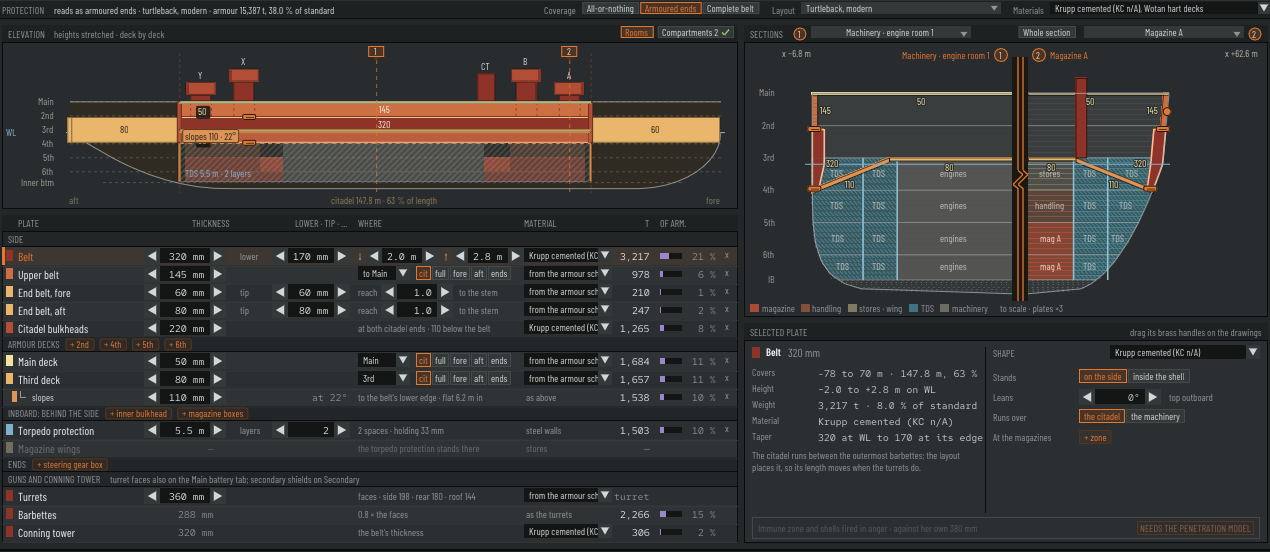 PROTECTION reads as armoured ends · turtleback, modern · armour 15,387 t, 38.0 % of standard Coverage All-or-nothing Armoured ends Complete belt Layout Turtleback, modern Materials Krupp cemented (KC n/A), Wotan hart decks
ELEVATION heights stretched · deck by deck Rooms Compartments 2 ✓
1 2
Y X CT B A
Main
2nd
3rd
4th
5th
6th
Inner btm
WL
50
145
320
80
60
slopes 110 · 22°
TDS 5.5 m · 2 layers
aft citadel 147.8 m · 63 % of length fore
SECTIONS 1 Machinery · engine room 1 Whole section Magazine A 2
x −6.8 m Machinery · engine room 1 1 2 Magazine A x +62.6 m
Main
2nd
3rd
4th
5th
6th
IB
50 50
145 145
320 80 80 320
110 110
TDS TDS engines stores TDS TDS
TDS TDS engines handling TDS TDS
TDS TDS engines mag A TDS TDS
TDS TDS engines mag A TDS
magazine handling stores · wing TDS machinery to scale · plates ×3
PLATE THICKNESS LOWER · TIP ·… WHERE MATERIAL T OF ARM.
SIDE
Belt 320 mm lower 170 mm ↓ 2.0 m ↑ 2.8 m Krupp cemented (KC 3,217 21 % x
Upper belt 145 mm to Main cit full fore aft ends from the armour sch 978 6 % x
End belt, fore 60 mm tip 60 mm reach 1.0 to the stem from the armour sch 210 1 % x
End belt, aft 80 mm tip 80 mm reach 1.0 to the stern from the armour sch 247 2 % x
Citadel bulkheads 220 mm at both citadel ends · 110 below the belt Krupp cemented (KC 1,265 8 % x
ARMOUR DECKS + 2nd + 4th + 5th + 6th
Main deck 50 mm Main cit full fore aft ends from the armour sch 1,684 11 % x
Third deck 80 mm 3rd cit full fore aft ends from the armour sch 1,657 11 % x
slopes 110 mm at 22° to the belt's lower edge · flat 6.2 m in as above 1,538 10 % x
INBOARD: BEHIND THE SIDE + inner bulkhead + magazine boxes
Torpedo protection 5.5 m layers 2 2 spaces · holding 33 mm steel walls 1,503 10 % x
Magazine wings — the torpedo protection stands there stores —
ENDS + steering gear box
GUNS AND CONNING TOWER turret faces also on the Main battery tab; secondary shields on Secondary
Turrets 360 mm faces · side 198 · rear 180 · roof 144 from the armour sch turret
Barbettes 288 mm 0.8 × the faces as the turrets 2,266 15 %
Conning tower 320 mm the belt's thickness Krupp cemented (KC 306 2 %
SELECTED PLATE drag its brass handles on the drawings
Belt 320 mm
Covers -78 to 70 m · 147.8 m, 63 %
Height -2.0 to +2.8 m on WL
Weight 3,217 t · 8.0 % of standard
Material Krupp cemented (KC n/A)
Taper 320 at WL to 170 at its edge
The citadel runs between the outermost barbettes; the layout
places it, so its length moves when the turrets do.
SHAPE Krupp cemented (KC n/A)
Stands on the side inside the shell
Leans 0° top outboard
Runs over the citadel the machinery
At the magazines + zone
Immune zone and shells fired in anger · against her own 380 mm NEEDS THE PENETRATION MODEL